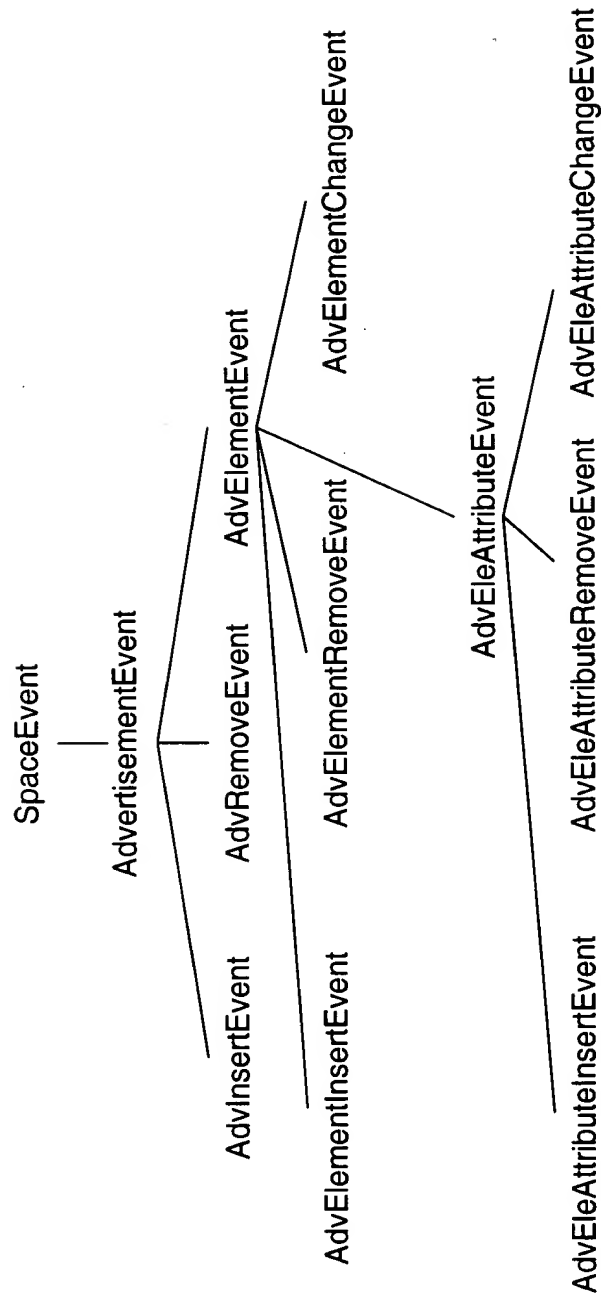 SpaceEvent
AdvertisementEvent
AdvInsertEvent
AdvRemoveEvent
AdvElementEvent
AdvElementInsertEvent
AdvElementRemoveEvent
AdvElementChangeEvent
AdvEleAttributeEvent
AdvEleAttributeInsertEvent
AdvEleAttributeRemoveEvent
AdvEleAttributeChangeEvent